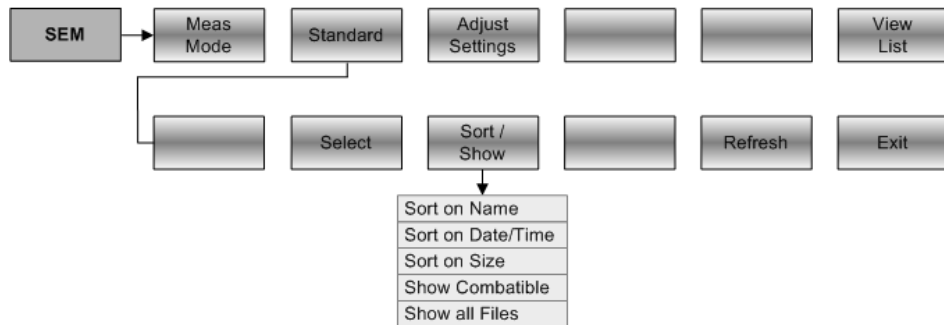 SEM
Meas
Mode
Standard
Adjust
Settings
View
List
Select
Sort /
Show
Refresh
Exit
Sort on Name
Sort on Date/Time
Sort on Size
Show Combatible
Show all Files